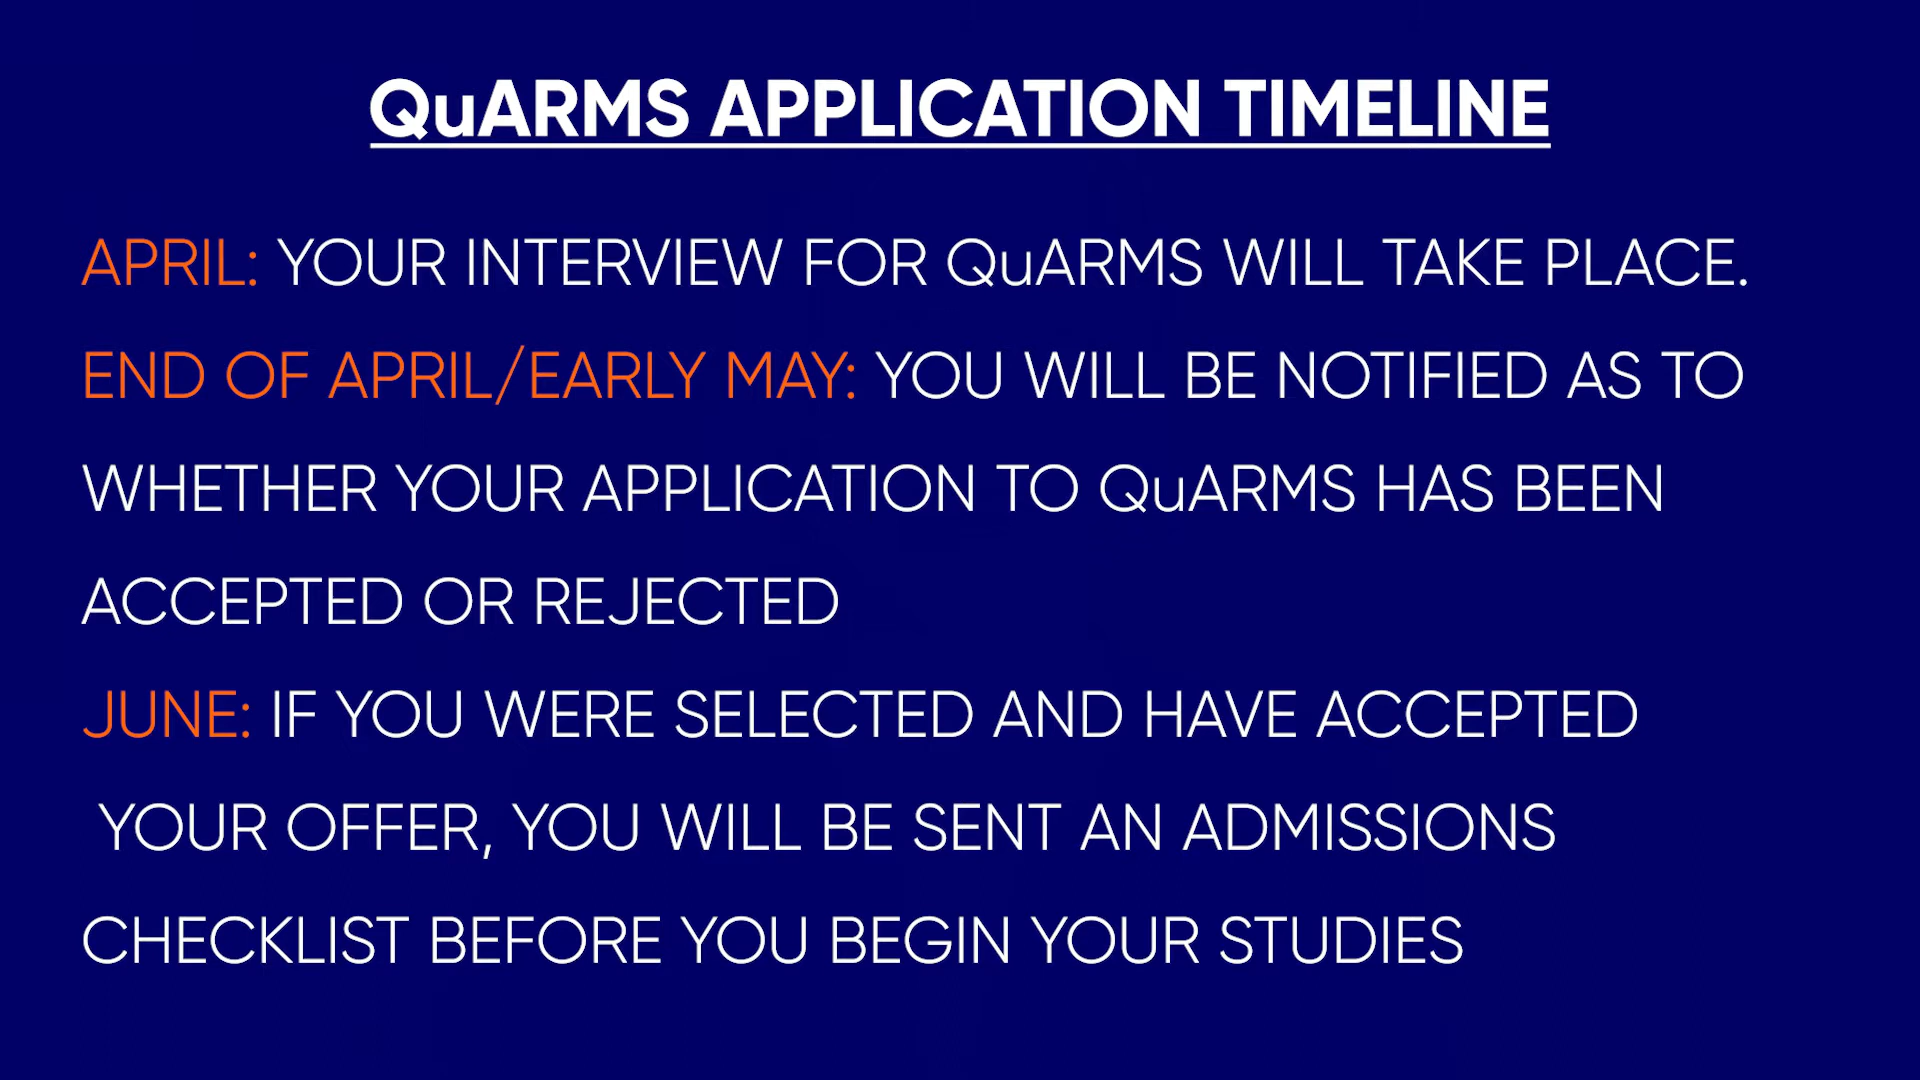 QuARMS APPLICATION TIMELINE
APRIL: YOUR INTERVIEW FOR QuARMS WILL TAKE PLACE.
END OF APRIL/EARLY MAY: YOU WILL BE NOTIFIED AS TO
WHETHER YOUR APPLICATION TO QuARMS HAS BEEN
ACCEPTED OR REJECTED
JUNE: IF YOU WERE SELECTED AND HAVE ACCEPTED
YOUR OFFER, YOU WILL BE SENT AN ADMISSIONS
CHECKLIST BEFORE YOU BEGIN YOUR STUDIES